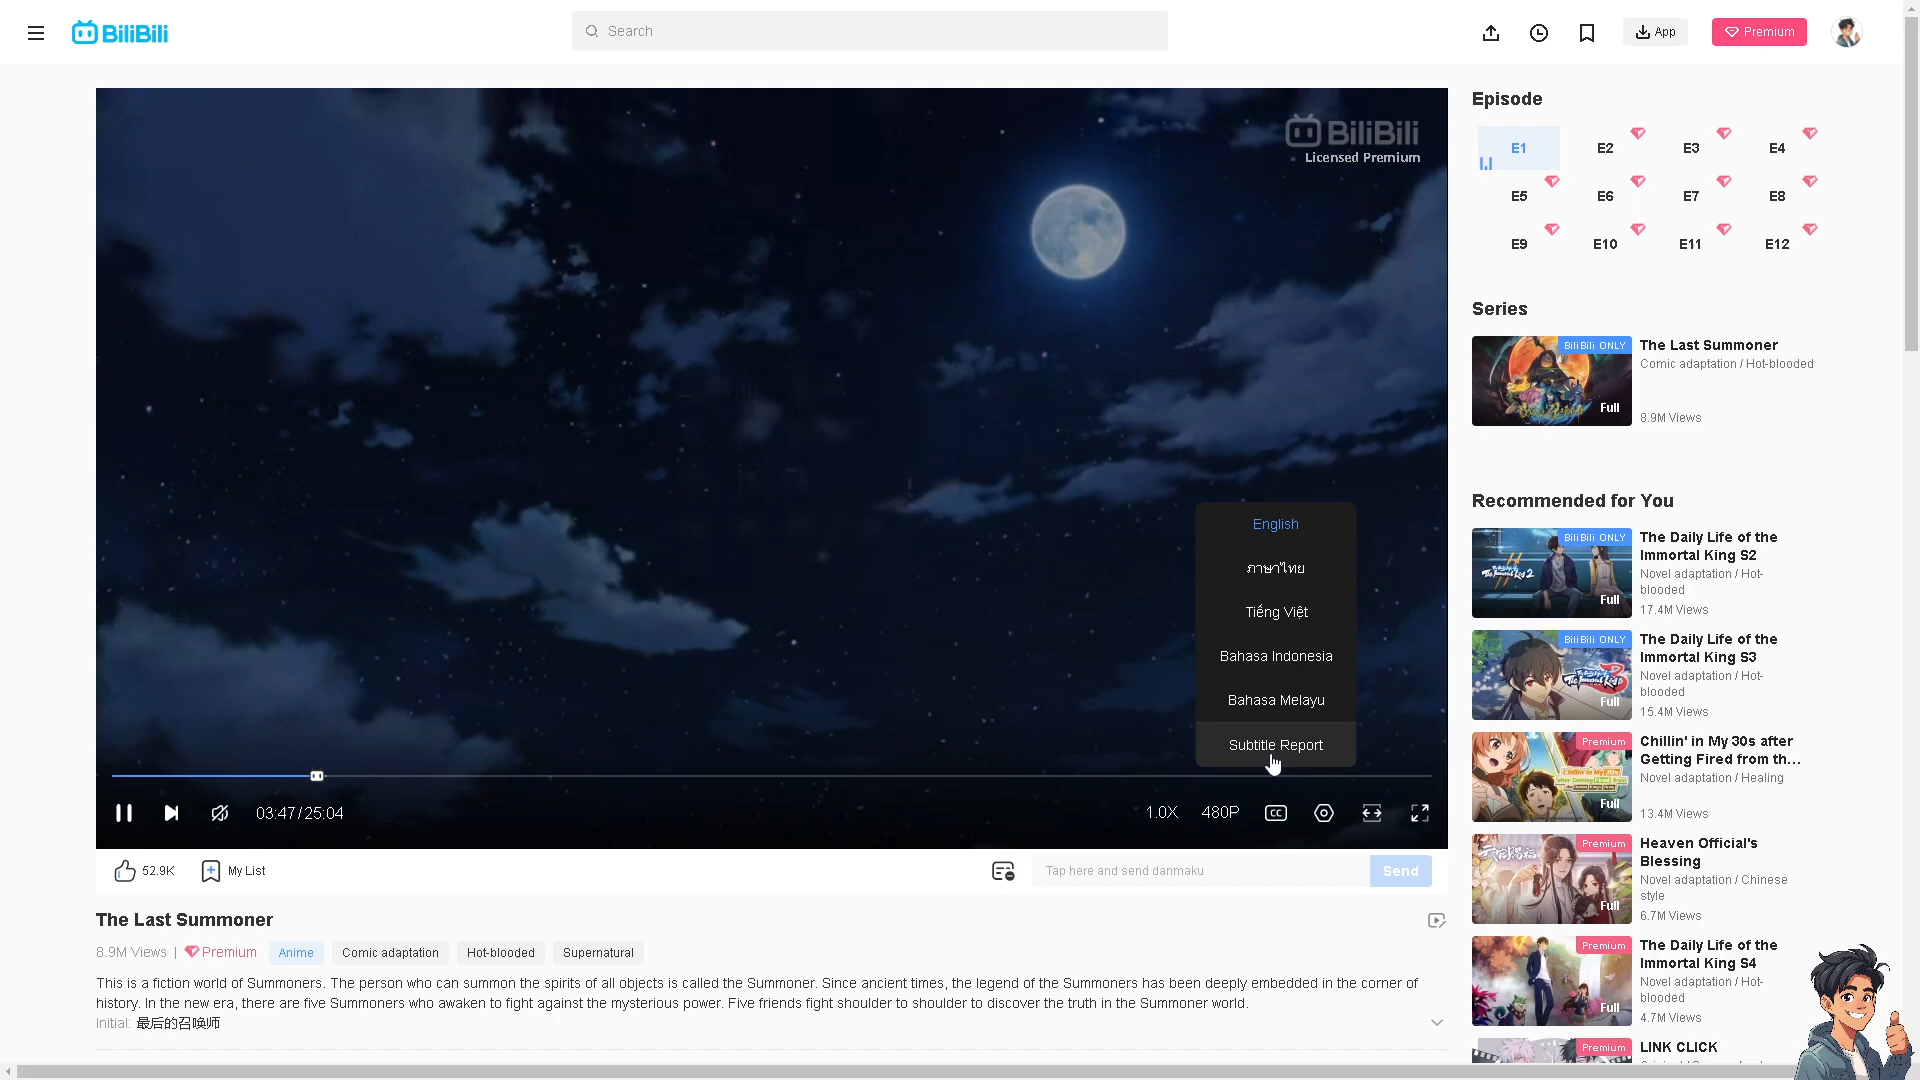 BiliBili
Search
App
Premium
BiliBili
Licensed Premium
English
ภาษาไทย
Tiếng Việt
Bahasa Indonesia
Bahasa Melayu
Subtitle Report
03:47/25:04
1.0X
480P
CC
52.9K
My List
Tap here and send danmaku
Send
The Last Summoner
8.9M Views | Premium
Anime
Comic adaptation
Hot-blooded
Supernatural
This is a fiction world of Summoners. The person who can summon the spirits of all objects is called the Summoner. Since ancient times, the legend of the Summoners has been deeply embedded in the corner of
history. In the new era, there are five Summoners who awaken to fight against the mysterious power. Five friends fight shoulder to shoulder to discover the truth in the Summoner world.
Initial: 最后的召唤师
Episode
E1
E2
E3
E4
E5
E6
E7
E8
E9
E10
E11
E12
Series
BiliBili ONLY
Full
The Last Summoner
Comic adaptation / Hot-blooded
8.9M Views
Recommended for You
BiliBili ONLY
Full
The Daily Life of the
Immortal King S2
Novel adaptation / Hot-
blooded
17.4M Views
BiliBili ONLY
Full
The Daily Life of the
Immortal King S3
Novel adaptation / Hot-
blooded
15.4M Views
Premium
Full
Chillin' in My 30s after
Getting Fired from th...
Novel adaptation / Healing
13.4M Views
Premium
Full
Heaven Official's
Blessing
Novel adaptation / Chinese
style
6.7M Views
Premium
Full
The Daily Life of the
Immortal King S4
Novel adaptation / Hot-
blooded
4.7M Views
Premium
LINK CLICK